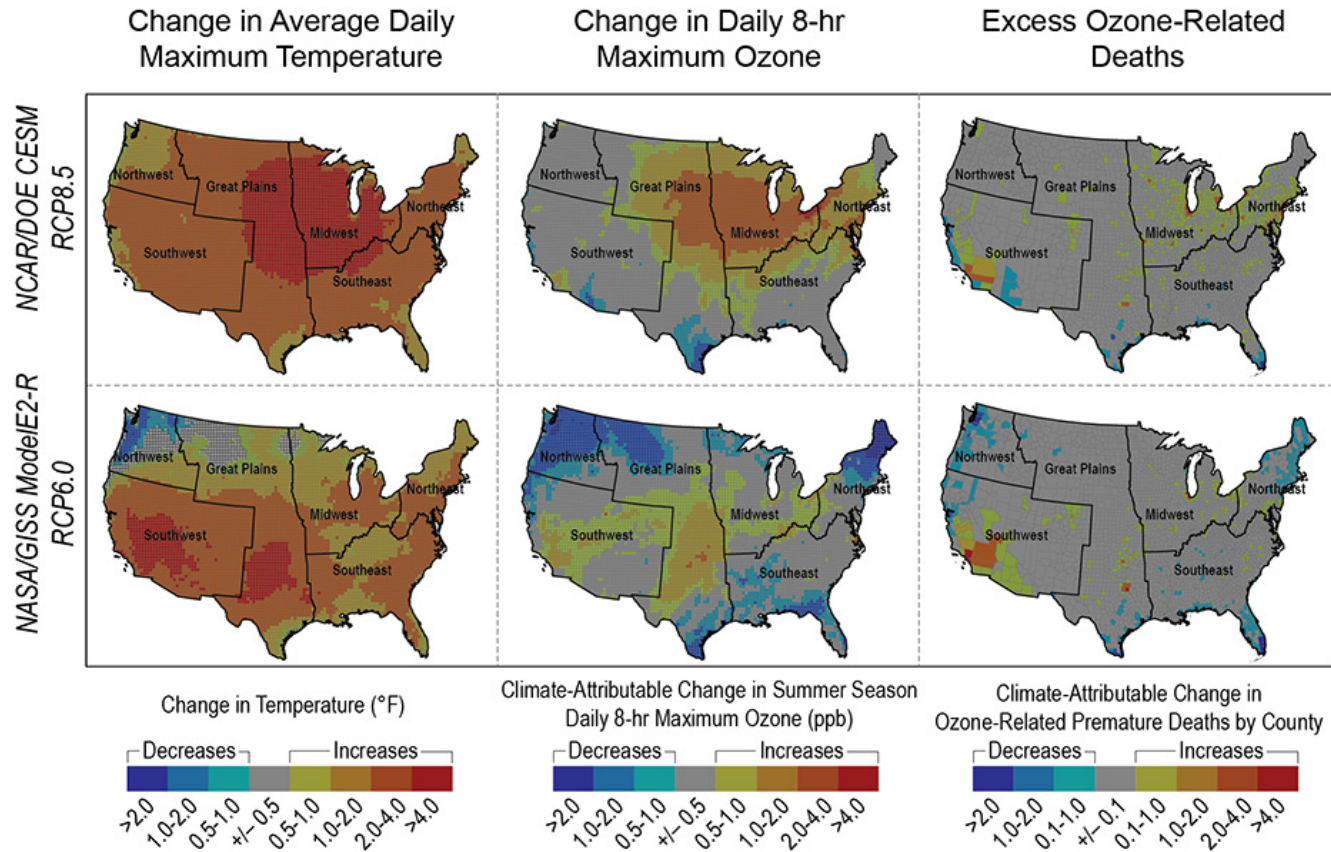 Change in Average Daily
Maximum Temperature
Change in Daily 8-hr
Maximum Ozone
Excess Ozone-Related
Deaths
NCAR/DOE CESM
RCP8.5
Northwest
Great Plains
Midwest
Northeast
Southwest
Southeast
Northwest
Great Plains
Midwest
Northeast
Southwest
Southeast
Northwest
Great Plains
Midwest
Northeast
Southwest
Southeast
NASA/GISS ModelE2-R
RCP6.0
Northwest
Great Plains
Midwest
Northeast
Southwest
Southeast
Northwest
Great Plains
Midwest
Northeast
Southwest
Southeast
Northwest
Great Plains
Midwest
Northeast
Southwest
Southeast
Change in Temperature (°F)
Decreases Increases
>2.0 1.0-2.0 0.5-1.0 +/- 0.5 0.5-1.0 1.0-2.0 2.0-4.0 >4.0
Climate-Attributable Change in Summer Season
Daily 8-hr Maximum Ozone (ppb)
Decreases Increases
>2.0 1.0-2.0 0.5-1.0 +/- 0.5 0.5-1.0 1.0-2.0 2.0-4.0 >4.0
Climate-Attributable Change in
Ozone-Related Premature Deaths by County
Decreases Increases
>2.0 1.0-2.0 0.1-1.0 +/- 0.1 0.1-1.0 1.0-2.0 2.0-4.0 >4.0